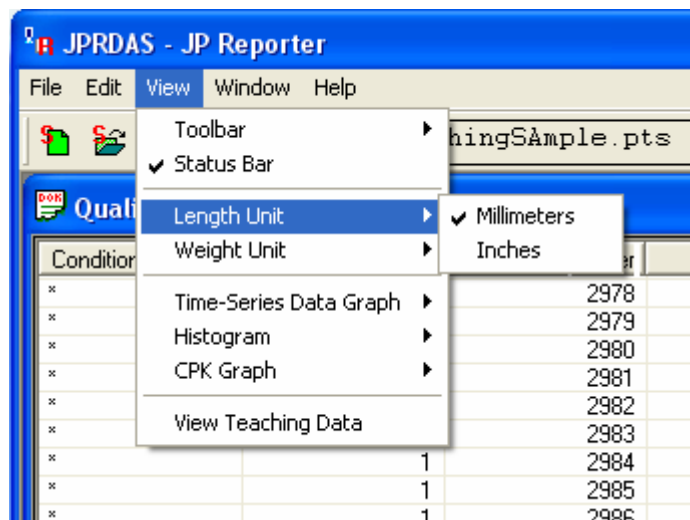 JPRDAS - JP Reporter
File Edit View Window Help
hingSAmple.pts
Toolbar
Status Bar
Quali
Length Unit
Millimeters
Weight Unit
Inches
Condition
Time-Series Data Graph
Histogram
CPK Graph
View Teaching Data
2978
2979
2980
2981
2982
2983
1 2984
1 2985
1 2986